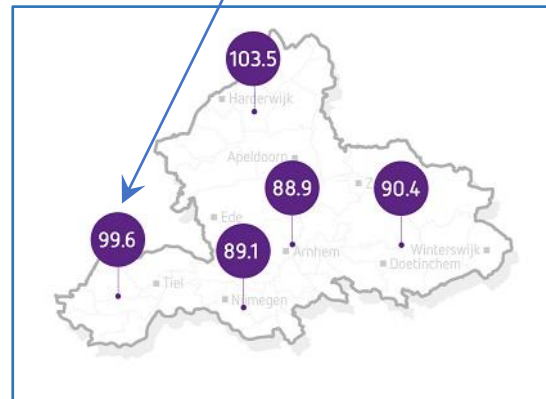 103.5
Harderwijk
Apeldoorn
88.9
Z
90.4
Ede
99.6
89.1
Arnhem
Winterswijk
Doetinchem
Tiel
Nijmegen